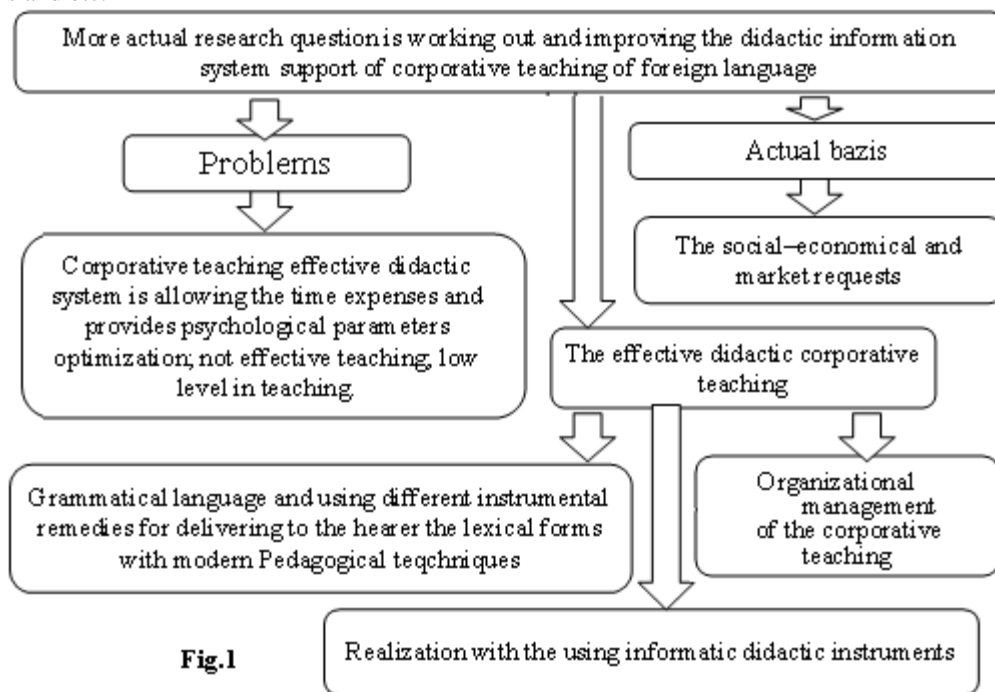 More actual research question is working out and improving the didactic information
system support of corporative teaching of foreign language
Problems
Actual bazis
The social–economical and
market requests
Corporative teaching effective didactic
system is allowing the time expenses and
provides psychological parameters
optimization; not effective teaching, low
level in teaching.
The effective didactic corporative
teaching
Grammatical language and using different instrumental
remedies for delivering to the hearer the lexical forms
with modern Pedagogical teqchniques
Organizational
management
of the corporative
teaching
Realization with the using informatic didactic instruments
Fig.1